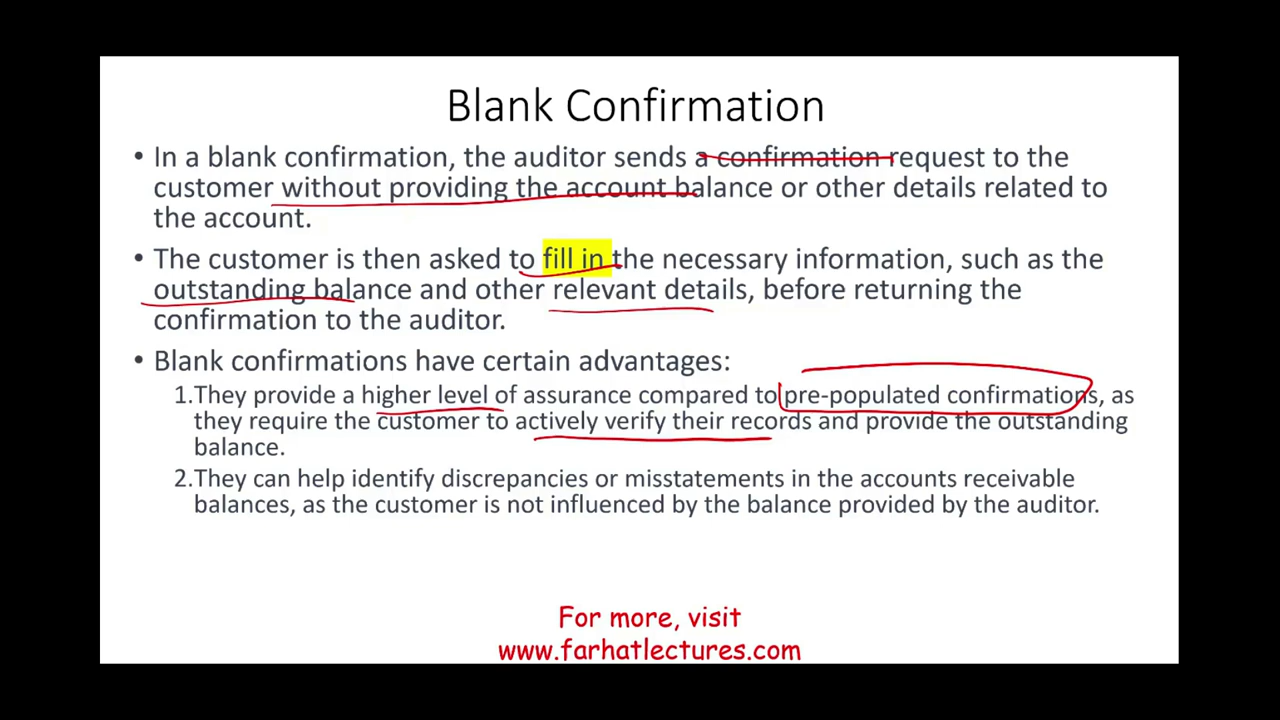 Blank Confirmation
• In a blank confirmation, the auditor sends a confirmation request to the
customer without providing the account balance or other details related to
the account.
• The customer is then asked to fill in the necessary information, such as the
outstanding balance and other relevant details, before returning the
confirmation to the auditor.
• Blank confirmations have certain advantages:
1.They provide a higher level of assurance compared to pre-populated confirmations, as
they require the customer to actively verify their records and provide the outstanding
balance.
2.They can help identify discrepancies or misstatements in the accounts receivable
balances, as the customer is not influenced by the balance provided by the auditor.
For more, visit
www.farhatlectures.com